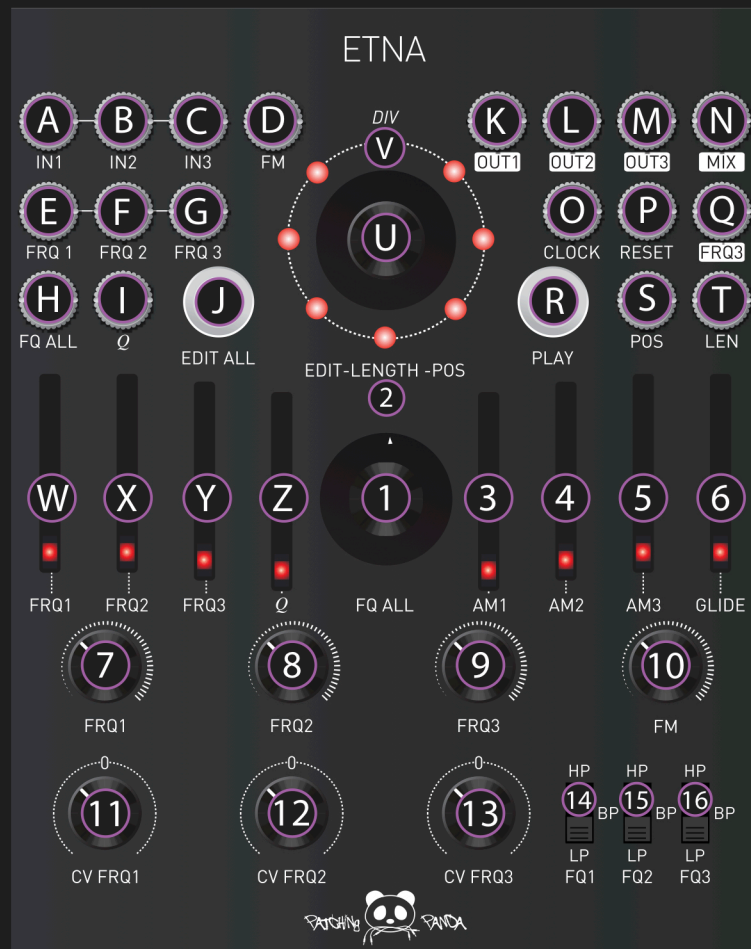 ETNA
A B C D DIV K L M N
V
IN1 IN2 IN3 FM OUT1 OUT2 OUT3 MIX
E F G U O P Q
FRQ 1 FRQ 2 FRQ 3 CLOCK RESET FRQ3
H I J R S T
FQ ALL Q POS LEN
EDIT ALL PLAY
EDIT-LENGTH -POS
2
W X Y Z 1 3 4 5 6
FRQ1 FRQ2 FRQ3 Q FQ ALL AM1 AM2 AM3 GLIDE
7 8 9 10
FRQ1 FRQ2 FRQ3 FM
0 0 0
HP HP HP
11 12 13 14 BP 15 BP 16 BP
LP LP LP
CV FRQ1 CV FRQ2 CV FRQ3 FQ1 FQ2 FQ3
PATCHING PANDA